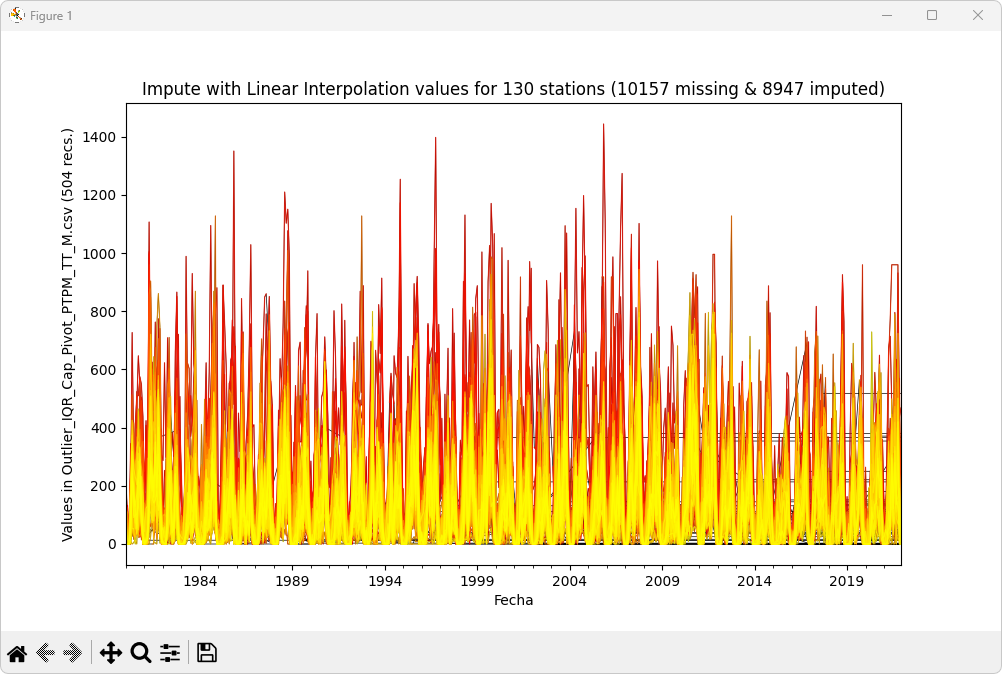 Figure 1
Impute with Linear Interpolation values for 130 stations (10157 missing & 8947 imputed)
Values in Outlier_IQR_Cap_Pivot_PTPM_TT_M.csv (504 recs.)
1400
1200
1000
800
600
400
200
0
1984 1989 1994 1999 2004 2009 2014 2019
Fecha